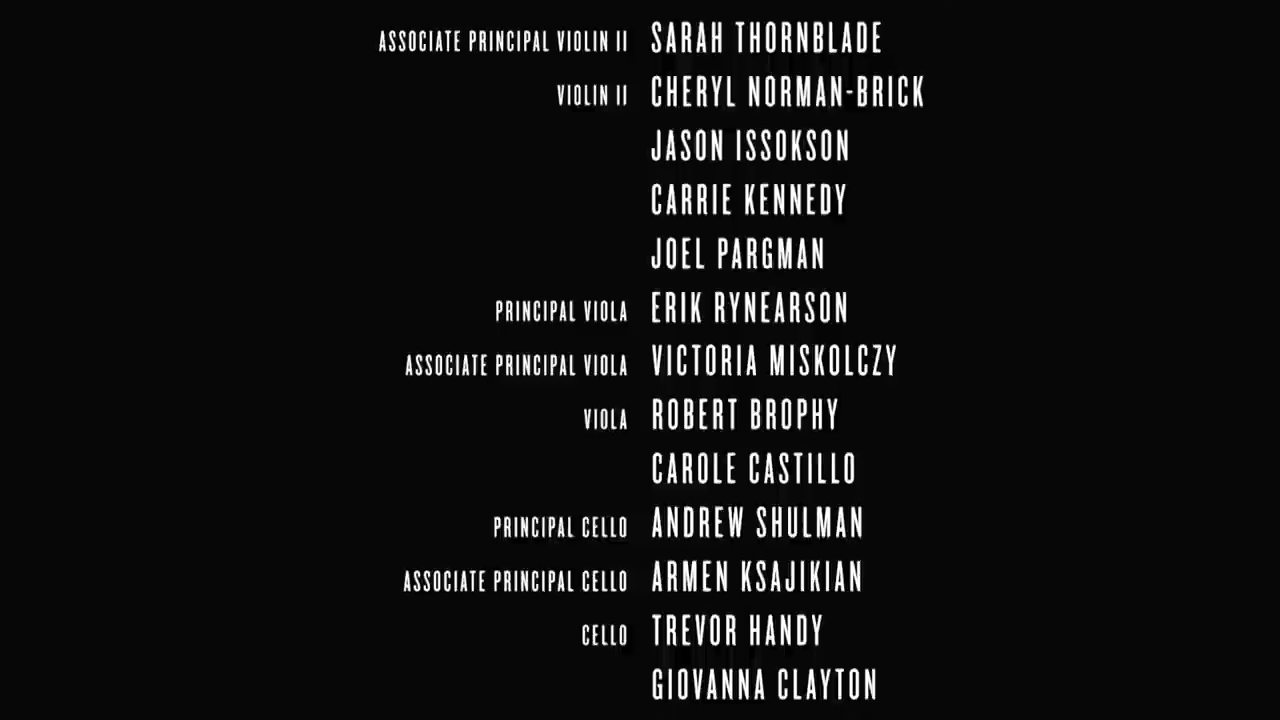 ASSOCIATE PRINCIPAL VIOLIN II SARAH THORNBLADE
VIOLIN II CHERYL NORMAN-BRICK
JASON ISSOKSON
CARRIE KENNEDY
JOEL PARGMAN
PRINCIPAL VIOLA ERIK RYNEARSON
ASSOCIATE PRINCIPAL VIOLA VICTORIA MISKOLCZY
VIOLA ROBERT BROPHY
CAROLE CASTILLO
PRINCIPAL CELLO ANDREW SHULMAN
ASSOCIATE PRINCIPAL CELLO ARMEN KSAJIKIAN
CELLO TREVOR HANDY
GIOVANNA CLAYTON